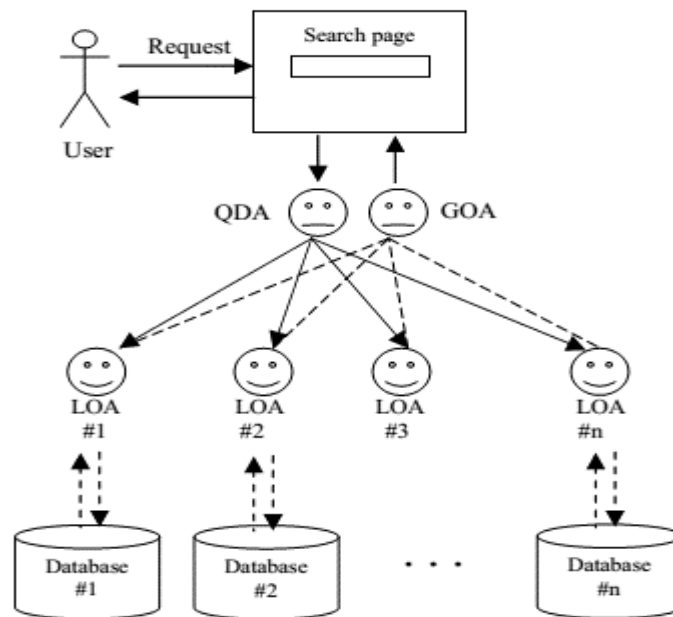 Search page
Request
User
QDA
GOA
LOA
#1
LOA
#2
LOA
#3
LOA
#n
Database
#1
Database
#2
. . .
Database
#n